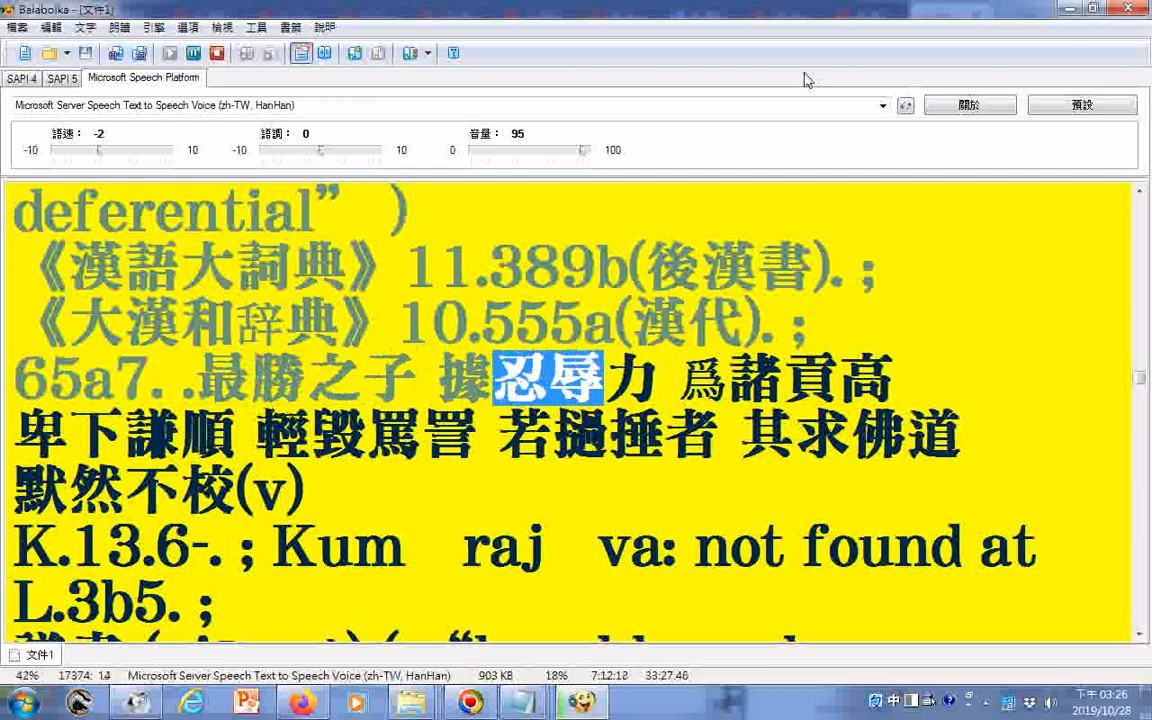 Balabolka - [文件1]
檔案 編輯 文字 朗讀 引擎 選項 檢視 工具 書籤 說明
SAPI 4 SAPI 5 Microsoft Speech Platform
Microsoft Server Speech Text to Speech Voice (zh-TW, HanHan) 關於 預設
語速： -2 語調： 0 音量： 95
-10 10 -10 10 0 100
deferential” )
《漢語大詞典》11.389b(後漢書). ;
《大漢和辞典》10.555a(漢代). ;
65a7. .最勝之子 據忍辱力 爲諸貢高
卑下謙順 輕毀罵詈 若撾捶者 其求佛道
默然不校(v)
K.13.6-. ; Kum raj va: not found at
L.3b5. ;
文件1
42% 17374: 14 Microsoft Server Speech Text to Speech Voice (zh-TW, HanHan) 903 KB 18% 7:12:18 33:27:46
中 下午 03:26
2019/10/28